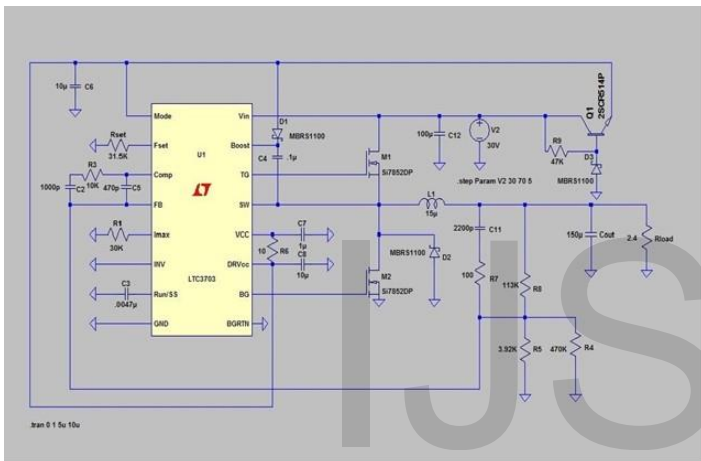 10µ
C6
Mode
Vin
D1
MBRS1100
Q1
2SCR514P
Rset
31.5K
Fset
U1
Boost
C4
.1µ
100µ
C12
V2
30V
R9
47K
D3
MBRS1100
R3
10K
1000p
C2
470p
C5
Comp
TG
M1
Si7852DP
.step Param V2 30 70 5
FB
SW
L1
15µ
R1
30K
Imax
VCC
C7
1µ
10
R6
C8
10µ
MBRS1100
D2
2200p
C11
150µ
Cout
2.4
Rload
INV
LTC3703
DRVcc
M2
Si7852DP
100
R7
113K
R8
C3
.0047µ
Run/SS
BG
GND
BGRTN
3.92K
R5
470K
R4
.tran 0 1 5u 10u
IJS